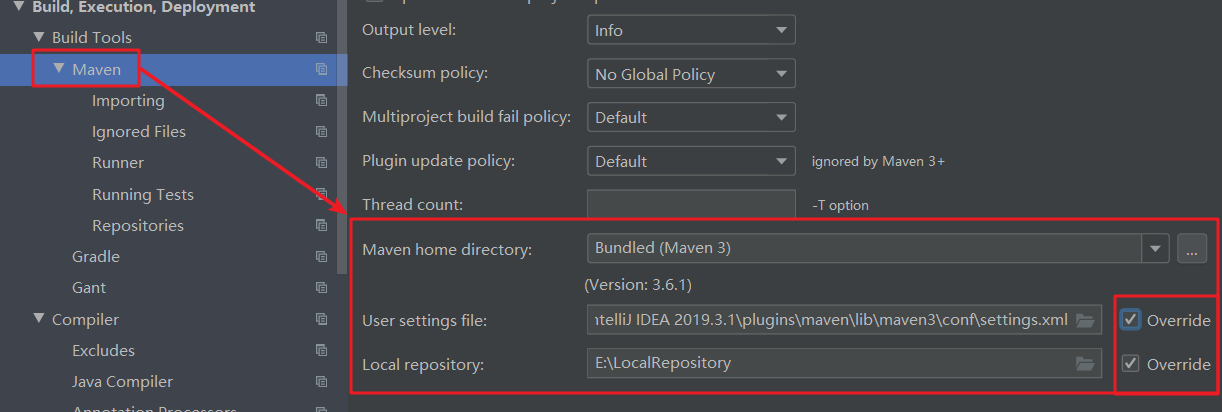 Build, Execution, Deployment
Build Tools
Maven
Importing
Ignored Files
Runner
Running Tests
Repositories
Gradle
Gant
Compiler
Excludes
Java Compiler
Annotation Processors
Output level:
Info
Checksum policy:
No Global Policy
Multiproject build fail policy:
Default
Plugin update policy:
Default
ignored by Maven 3+
Thread count:
-T option
Maven home directory:
Bundled (Maven 3)
...
(Version: 3.6.1)
User settings file:
ntelliJ IDEA 2019.3.1\plugins\maven\lib\maven3\conf\settings.xml
Override
Local repository:
E:\LocalRepository
Override